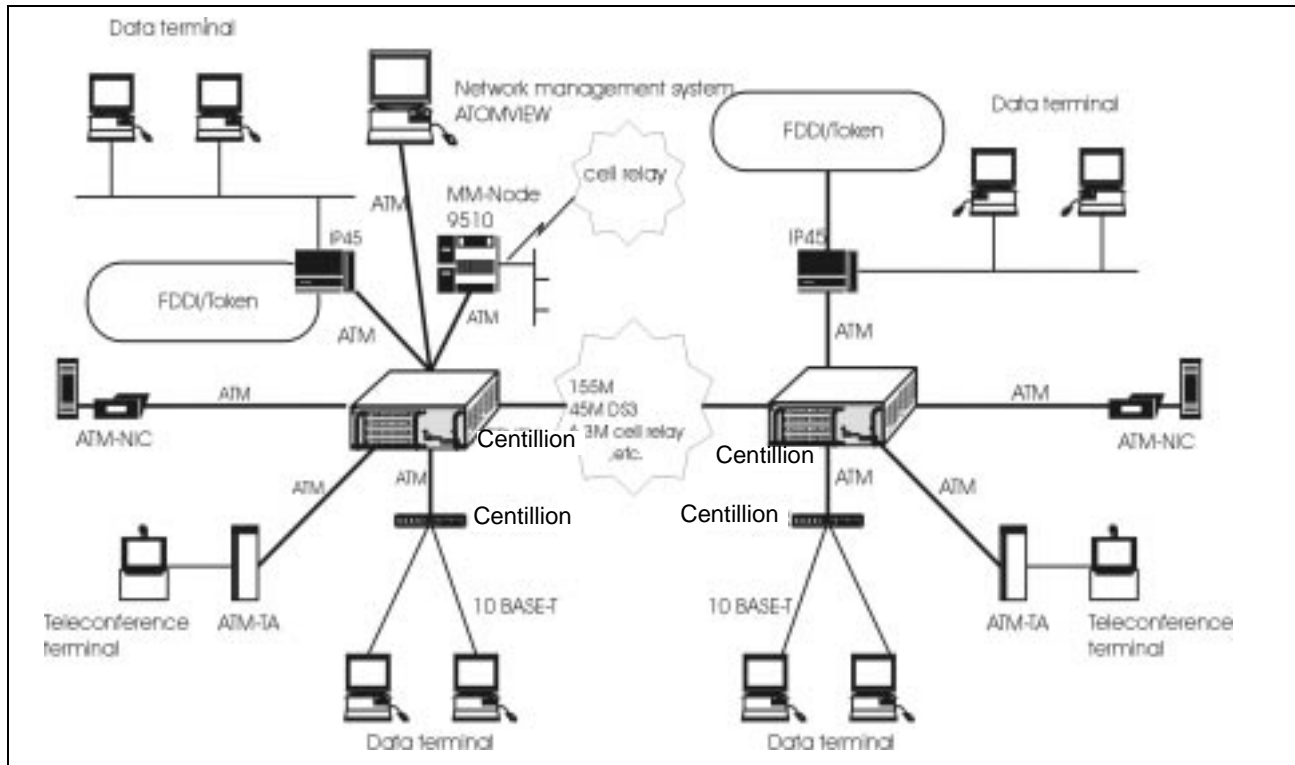 Data terminal
Network management system
ATOMVIEW
FDDI/Token
Data terminal
cell relay
ATM
MM-Node
9510
IP45
IP45
FDDI/Token
ATM
ATM
ATM
ATM
155M
45M DS3
6.3M cell relay
,etc.
ATM
ATM-NIC
Centillion
Centillion
ATM-NIC
ATM
ATM
ATM
ATM
Centillion
Centillion
10 BASE-T
10 BASE-T
Teleconference
terminal
ATM-TA
ATM-TA
Teleconference
terminal
Data terminal
Data terminal